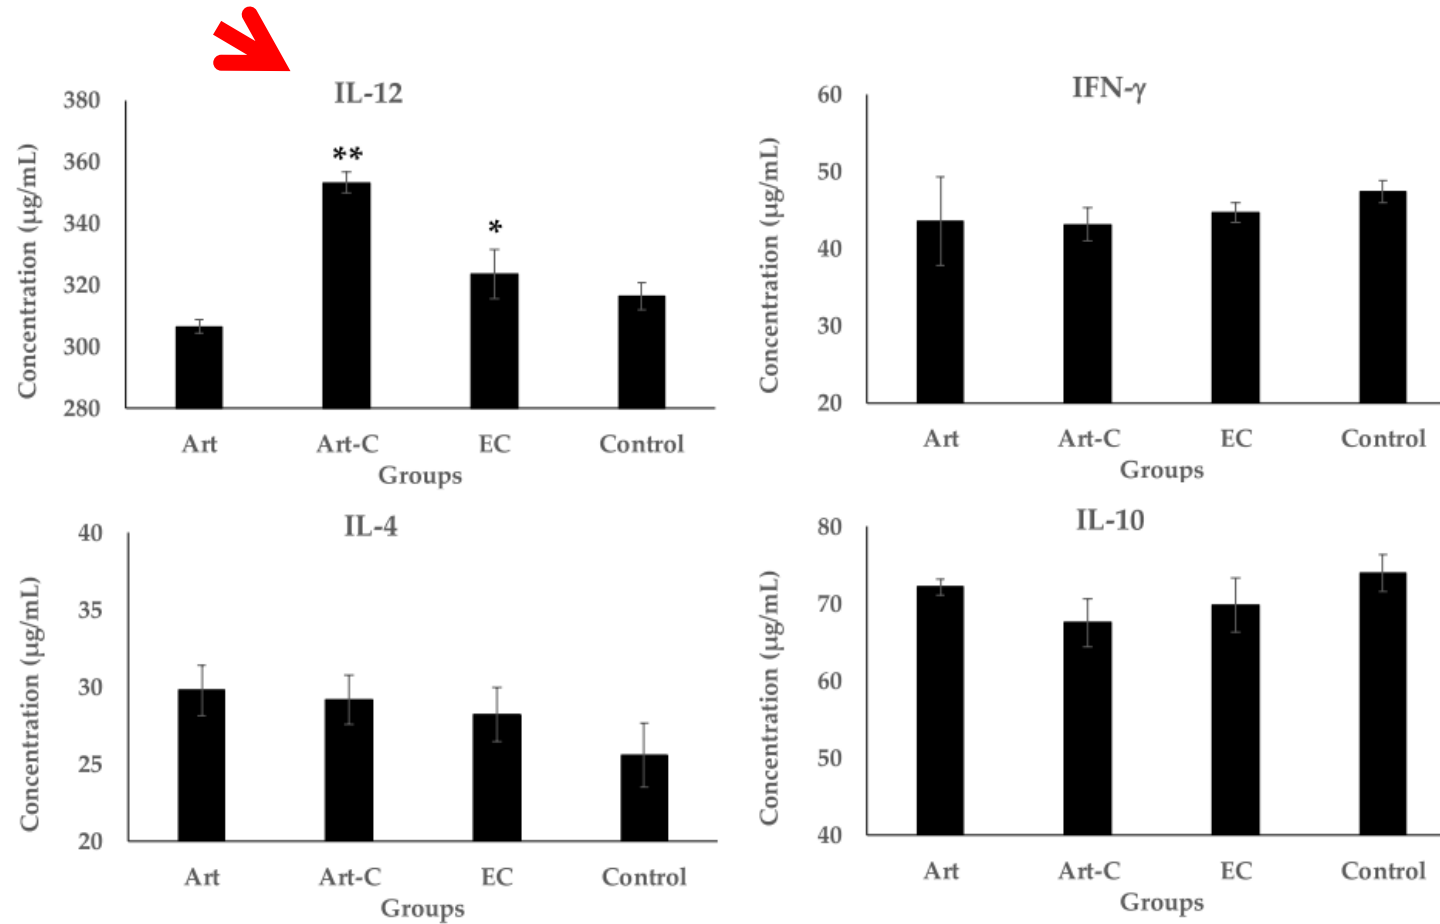 IL-12
380
360
340
320
300
280
Concentration (µg/mL)
**
*
Art Art-C EC Control
Groups
IFN-γ
60
50
40
30
20
Concentration (µg/mL)
Art Art-C EC Control
Groups
IL-4
40
35
30
25
20
Concentration (µg/mL)
Art Art-C EC Control
Groups
IL-10
80
70
60
50
40
Concentration (µg/mL)
Art Art-C EC Control
Groups